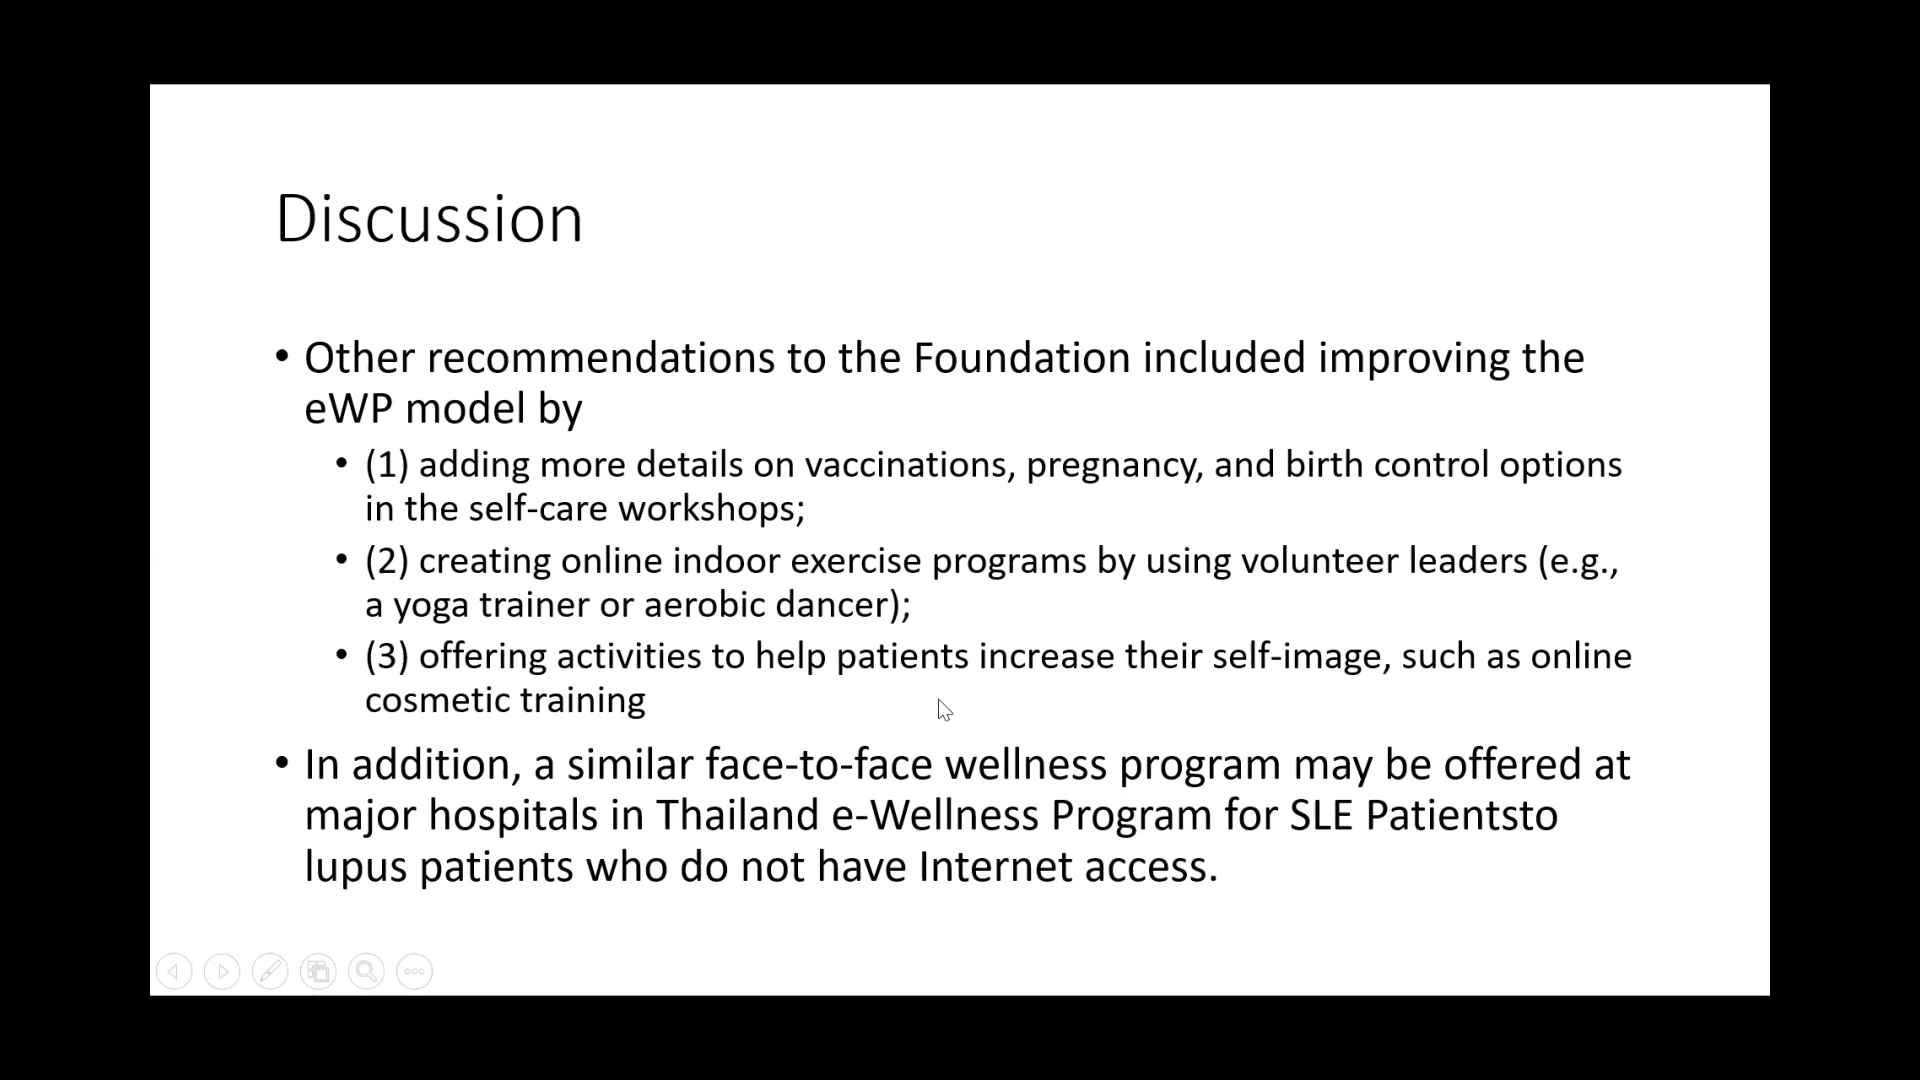 Discussion
• Other recommendations to the Foundation included improving the
eWP model by
• (1) adding more details on vaccinations, pregnancy, and birth control options
in the self-care workshops;
• (2) creating online indoor exercise programs by using volunteer leaders (e.g.,
a yoga trainer or aerobic dancer);
• (3) offering activities to help patients increase their self-image, such as online
cosmetic training
• In addition, a similar face-to-face wellness program may be offered at
major hospitals in Thailand e-Wellness Program for SLE Patientsto
lupus patients who do not have Internet access.